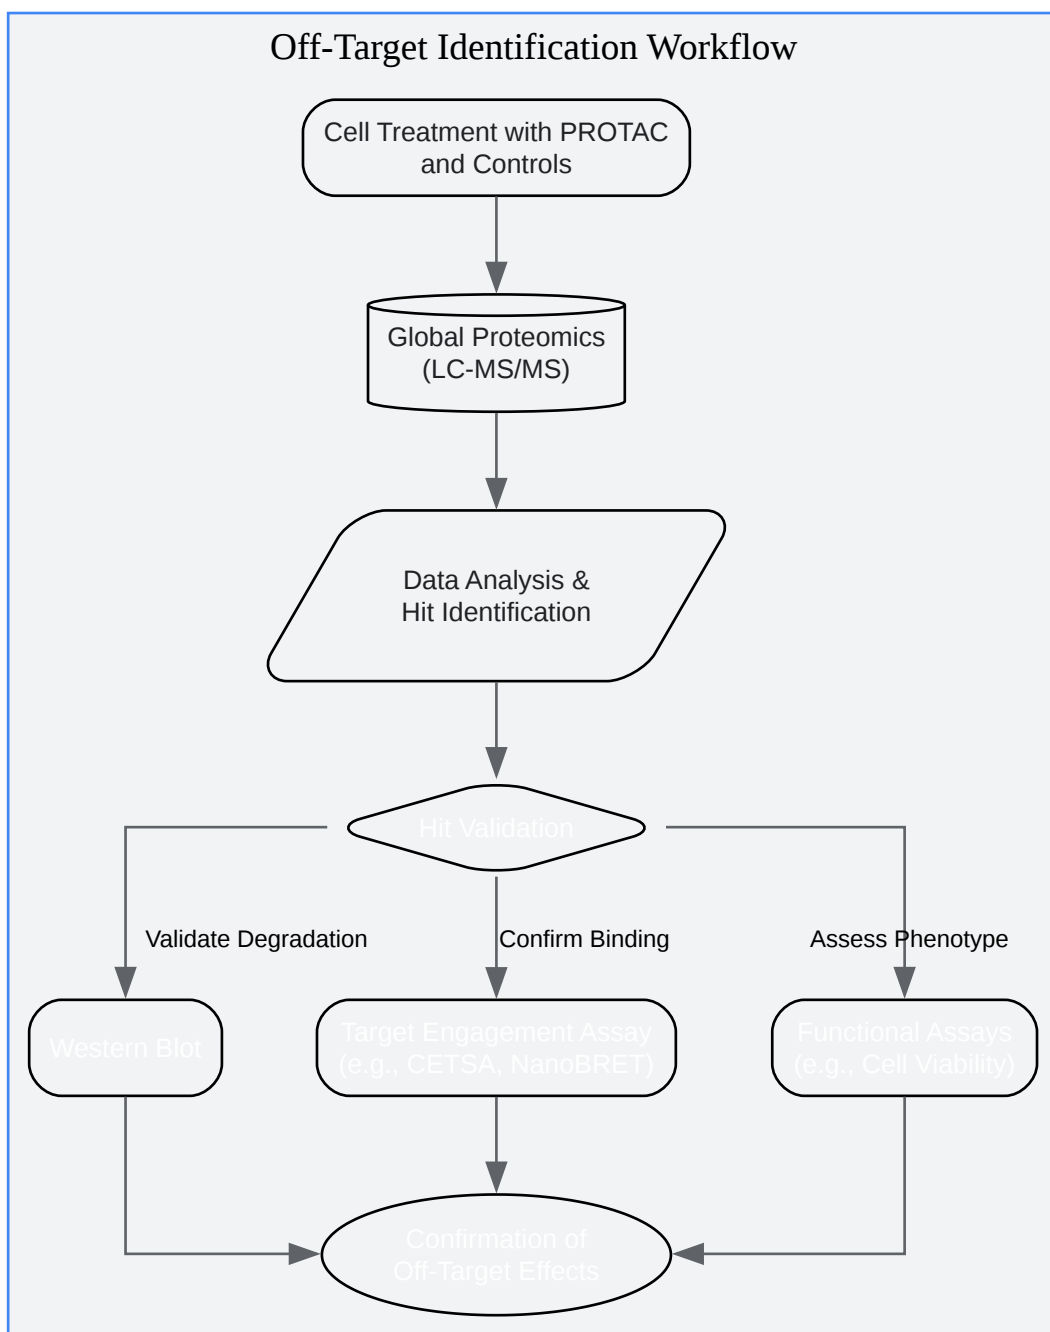 Off-Target Identification Workflow
Cell Treatment with PROTAC
and Controls
Global Proteomics
(LC-MS/MS)
Data Analysis &
Hit Identification
Hit Validation
Validate Degradation
Confirm Binding
Assess Phenotype
Western Blot
Target Engagement Assay
(e.g., CETSA, NanoBRET)
Functional Assays
(e.g., Cell Viability)
Confirmation of
Off-Target Effects